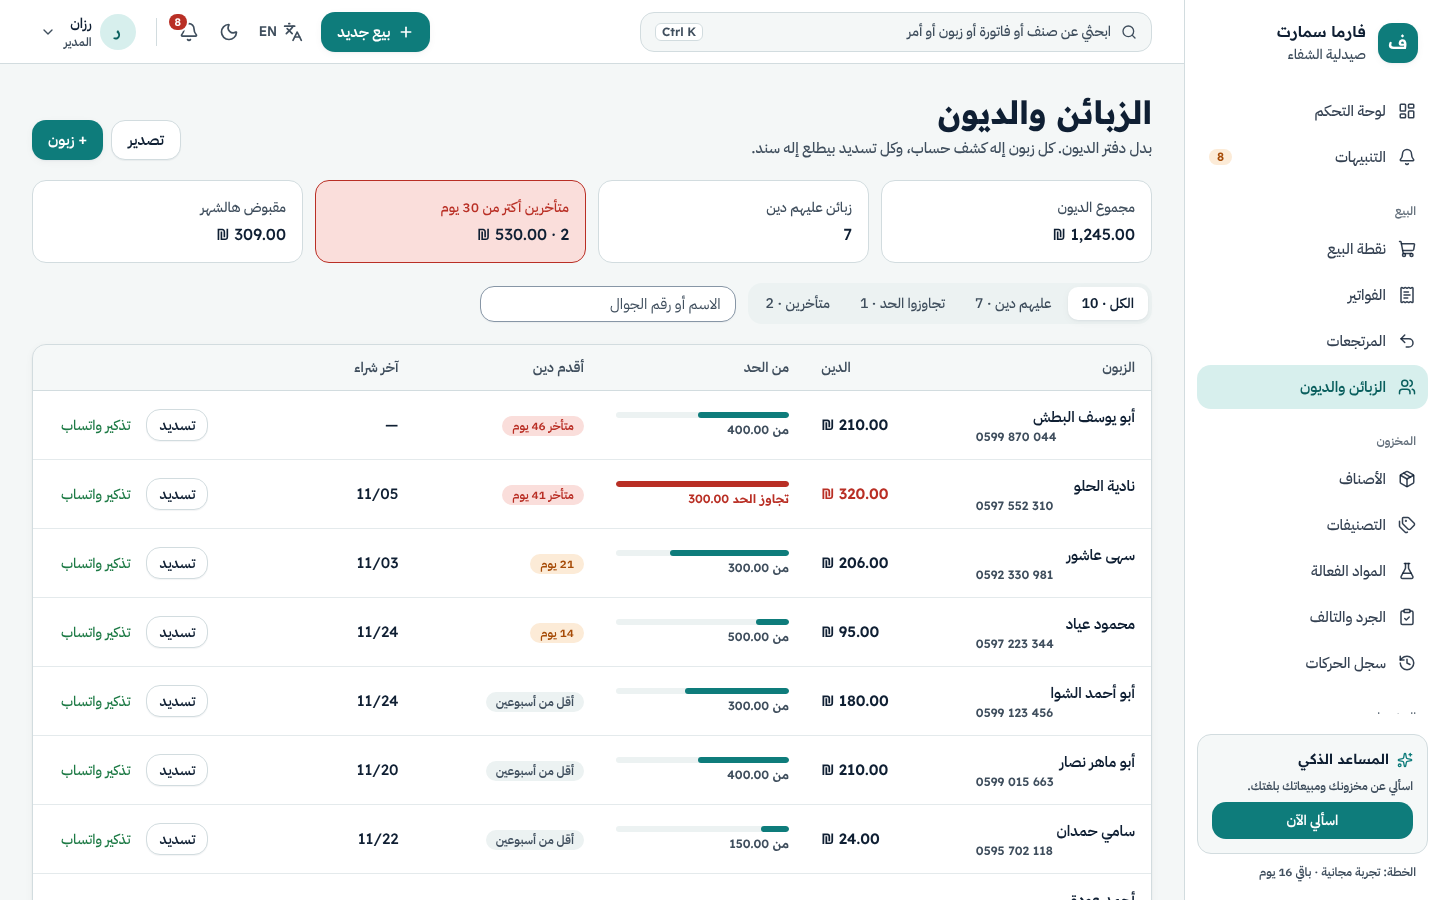 ف
فارما سمارت
صيدلية الشفاء
لوحة التحكم
التنبيهات 8
البيع
نقطة البيع
الفواتير
المرتجعات
الزبائن والديون
المخزون
الأصناف
التصنيفات
المواد الفعالة
الجرد والتالف
سجل الحركات
المساعد الذكي
اسألي عن مخزونك ومبيعاتك بلغتك.
اسألي الآن
الخطة: تجربة مجانية · باقي 16 يوم
ابحثي عن صنف أو فاتورة أو زبون أو أمر Ctrl K
+ بيع جديد
EN
8
ر
رزان
المدير
الزبائن والديون
بدل دفتر الديون. كل زبون إله كشف حساب، وكل تسديد بيطلع إله سند.
تصدير
+ زبون
مجموع الديون
1,245.00 ₪
زبائن عليهم دين
7
متأخرين أكتر من 30 يوم
2 · 530.00 ₪
مقبوض هالشهر
309.00 ₪
الكل · 10 عليهم دين · 7 تجاوزوا الحد · 1 متأخرين · 2
الاسم أو رقم الجوال
الزبون الدين من الحد أقدم دين آخر شراء
أبو يوسف البطش
0599 870 044
210.00 ₪
من 400.00
متأخر 46 يوم
—
تسديد
تذكير واتساب
نادية الحلو
0597 552 310
320.00 ₪
تجاوز الحد 300.00
متأخر 41 يوم
11/05
تسديد
تذكير واتساب
سهى عاشور
0592 330 981
206.00 ₪
من 300.00
21 يوم
11/03
تسديد
تذكير واتساب
محمود عياد
0597 223 344
95.00 ₪
من 500.00
14 يوم
11/24
تسديد
تذكير واتساب
أبو أحمد الشوا
0599 123 456
180.00 ₪
من 300.00
أقل من أسبوعين
11/24
تسديد
تذكير واتساب
أبو ماهر نصار
0599 015 663
210.00 ₪
من 400.00
أقل من أسبوعين
11/20
تسديد
تذكير واتساب
سامي حمدان
0595 702 118
24.00 ₪
من 150.00
أقل من أسبوعين
11/22
تسديد
تذكير واتساب